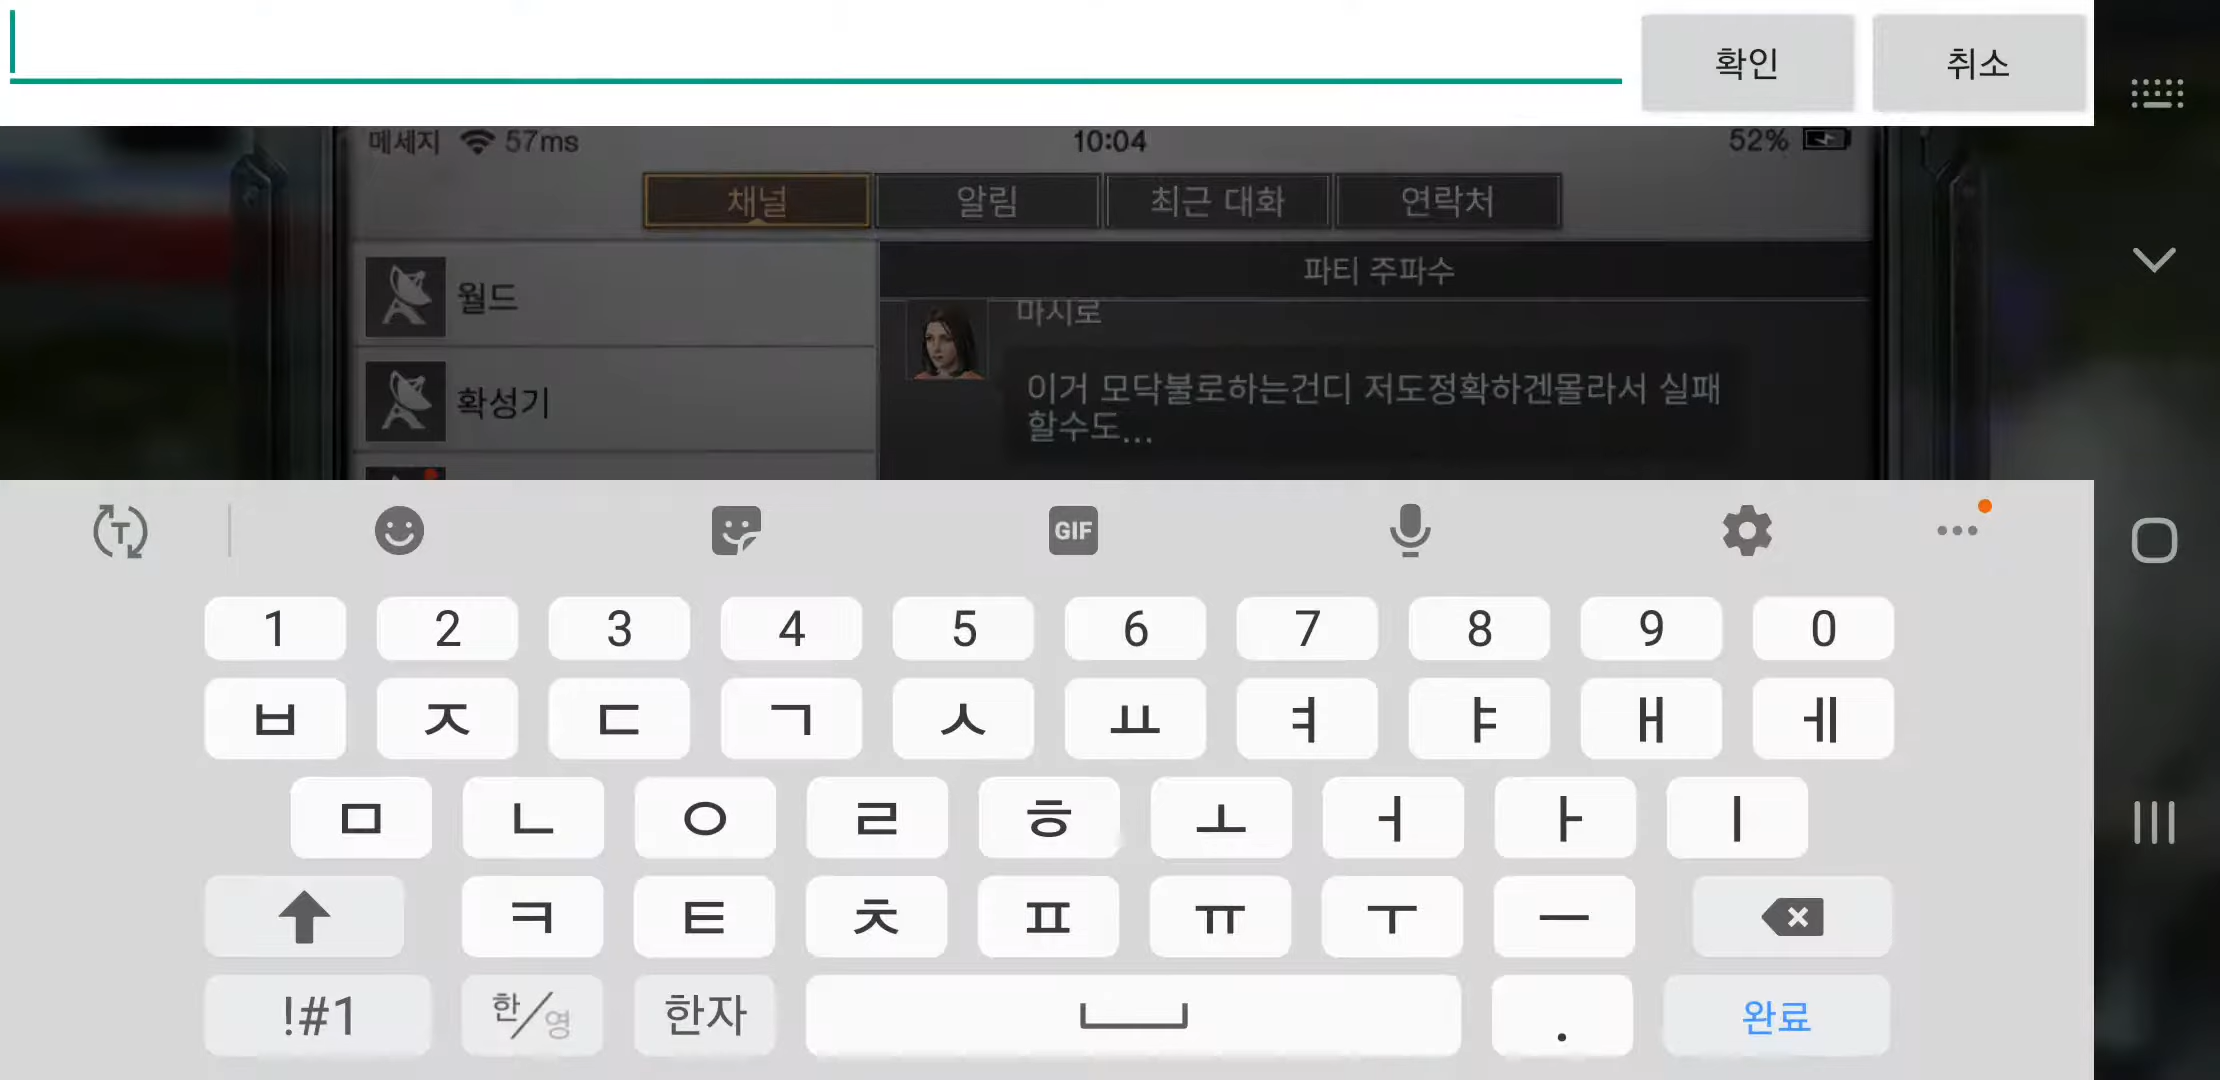 확인 취소
메세지 57ms 10:04 52%
채널 알림 최근 대화 연락처
파티 주파수
월드
마시로
확성기
이거 모닥불로하는건디 저도정확하겐몰라서 실패
할수도...
T GIF
1 2 3 4 5 6 7 8 9 0
ㅂ ㅈ ㄷ ㄱ ㅅ ㅛ ㅕ ㅑ ㅐ ㅔ
ㅁ ㄴ ㅇ ㄹ ㅎ ㅗ ㅓ ㅏ ㅣ
ㅋ ㅌ ㅊ ㅍ ㅠ ㅜ ㅡ
!#1 한/영 한자 . 완료